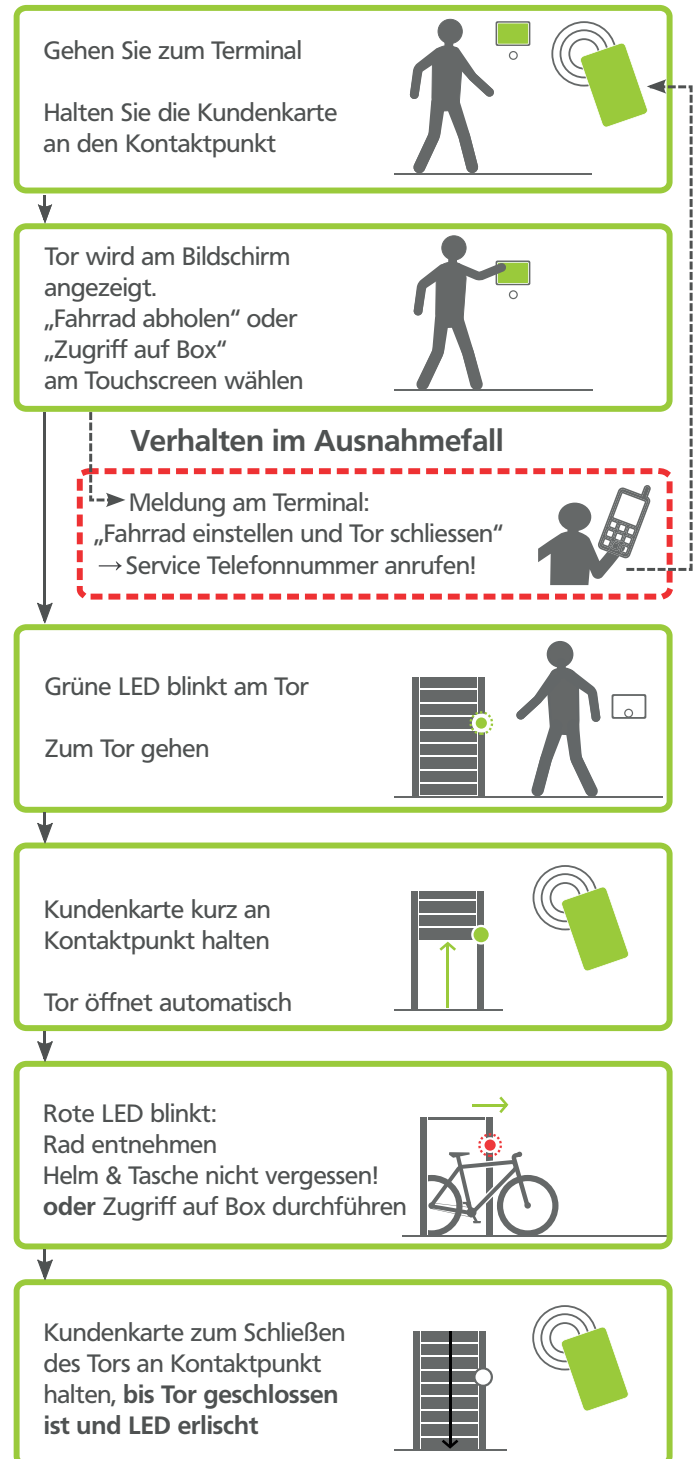 Gehen Sie zum Terminal
Halten Sie die Kundenkarte
an den Kontaktpunkt
Tor wird am Bildschirm
angezeigt.
„Fahrrad abholen“ oder
„Zugriff auf Box“
am Touchscreen wählen
Verhalten im Ausnahmefall
Meldung am Terminal:
„Fahrrad einstellen und Tor schliessen“
→ Service Telefonnummer anrufen!
Grüne LED blinkt am Tor
Zum Tor gehen
Kundenkarte kurz an
Kontaktpunkt halten
Tor öffnet automatisch
Rote LED blinkt:
Rad entnehmen
Helm & Tasche nicht vergessen!
oder Zugriff auf Box durchführen
Kundenkarte zum Schließen
des Tors an Kontaktpunkt
halten, bis Tor geschlossen
ist und LED erlischt